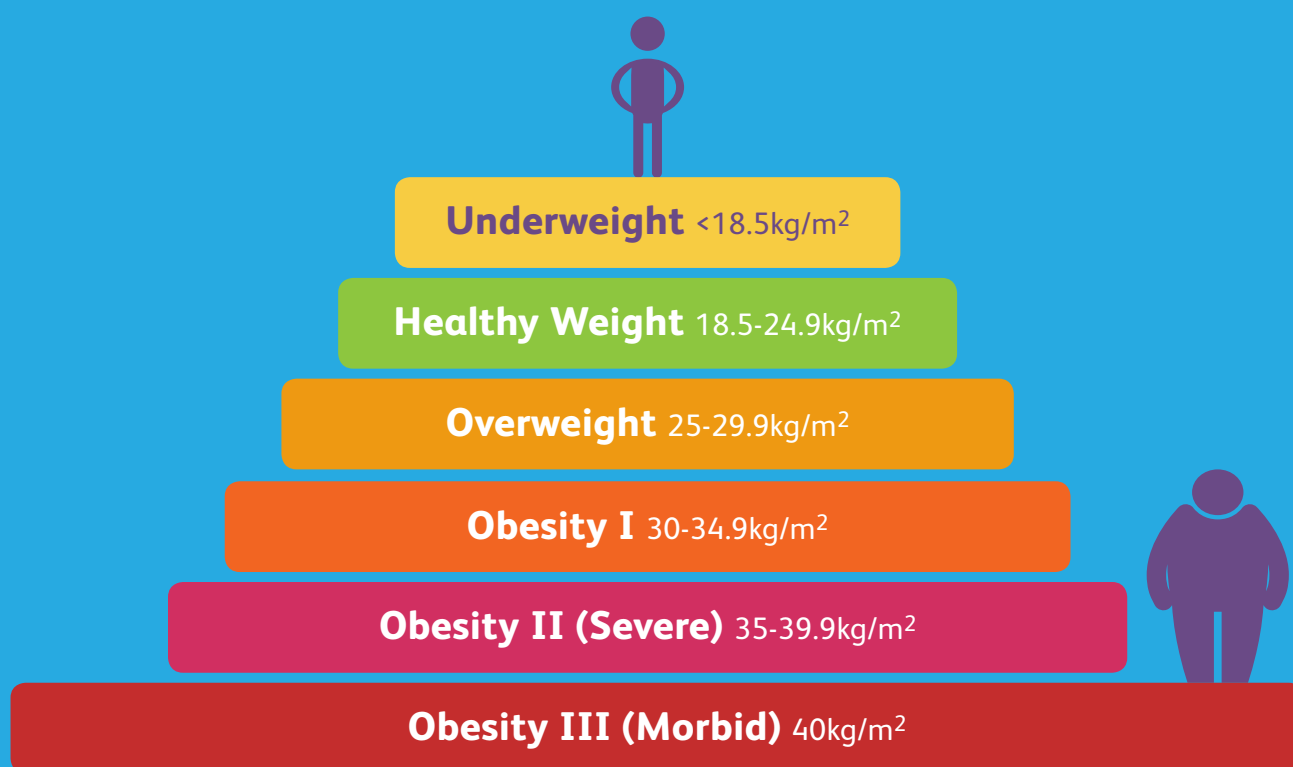 Underweight <18.5kg/m²
Healthy Weight 18.5-24.9kg/m²
Overweight 25-29.9kg/m²
Obesity I 30-34.9kg/m²
Obesity II (Severe) 35-39.9kg/m²
Obesity III (Morbid) 40kg/m²